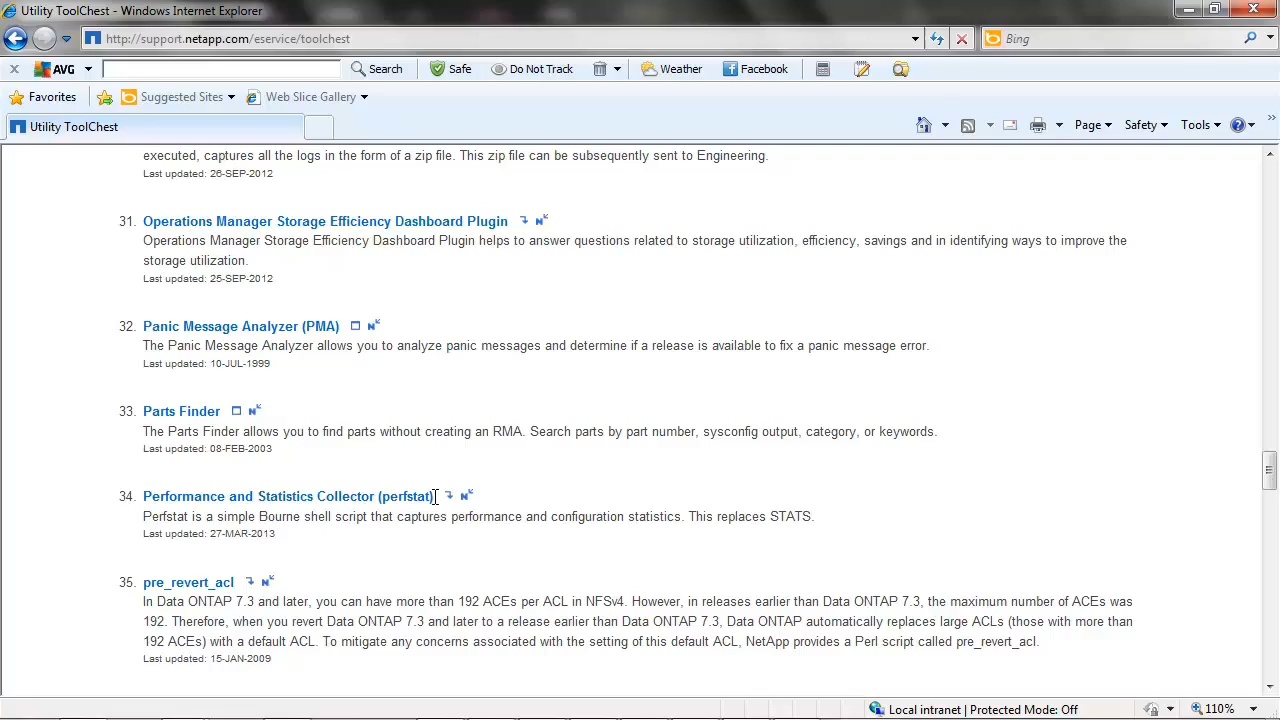 Utility ToolChest - Windows Internet Explorer
http://support.netapp.com/eservice/toolchest
Bing
AVG
Search
Safe
Do Not Track
Weather
Facebook
Favorites
Suggested Sites
Web Slice Gallery
Utility ToolChest
Page
Safety
Tools
executed, captures all the logs in the form of a zip file. This zip file can be subsequently sent to Engineering.
Last updated: 26-SEP-2012
31. Operations Manager Storage Efficiency Dashboard Plugin
Operations Manager Storage Efficiency Dashboard Plugin helps to answer questions related to storage utilization, efficiency, savings and in identifying ways to improve the
storage utilization.
Last updated: 25-SEP-2012
32. Panic Message Analyzer (PMA)
The Panic Message Analyzer allows you to analyze panic messages and determine if a release is available to fix a panic message error.
Last updated: 10-JUL-1999
33. Parts Finder
The Parts Finder allows you to find parts without creating an RMA. Search parts by part number, sysconfig output, category, or keywords.
Last updated: 08-FEB-2003
34. Performance and Statistics Collector (perfstat)
Perfstat is a simple Bourne shell script that captures performance and configuration statistics. This replaces STATS.
Last updated: 27-MAR-2013
35. pre_revert_acl
In Data ONTAP 7.3 and later, you can have more than 192 ACEs per ACL in NFSv4. However, in releases earlier than Data ONTAP 7.3, the maximum number of ACEs was
192. Therefore, when you revert Data ONTAP 7.3 and later to a release earlier than Data ONTAP 7.3, Data ONTAP automatically replaces large ACLs (those with more than
192 ACEs) with a default ACL. To mitigate any concerns associated with the setting of this default ACL, NetApp provides a Perl script called pre_revert_acl.
Last updated: 15-JAN-2009
Local intranet | Protected Mode: Off
110%